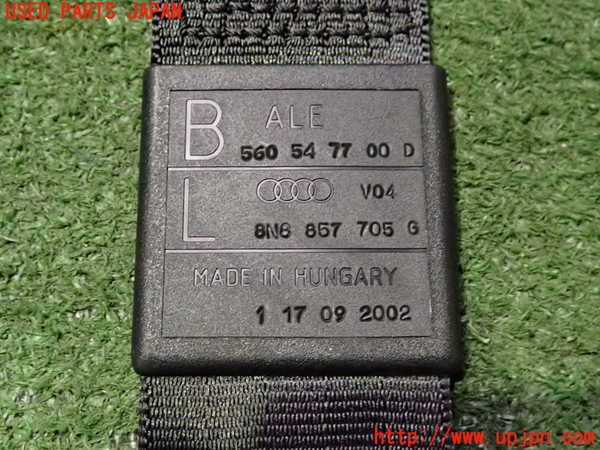 USED PARTS JAPAN
B ALE
560 54 77 00 D
L V04
8N8 857 705 G
MADE IN HUNGARY
1 17 09 2002
http://www.upjpn.com/